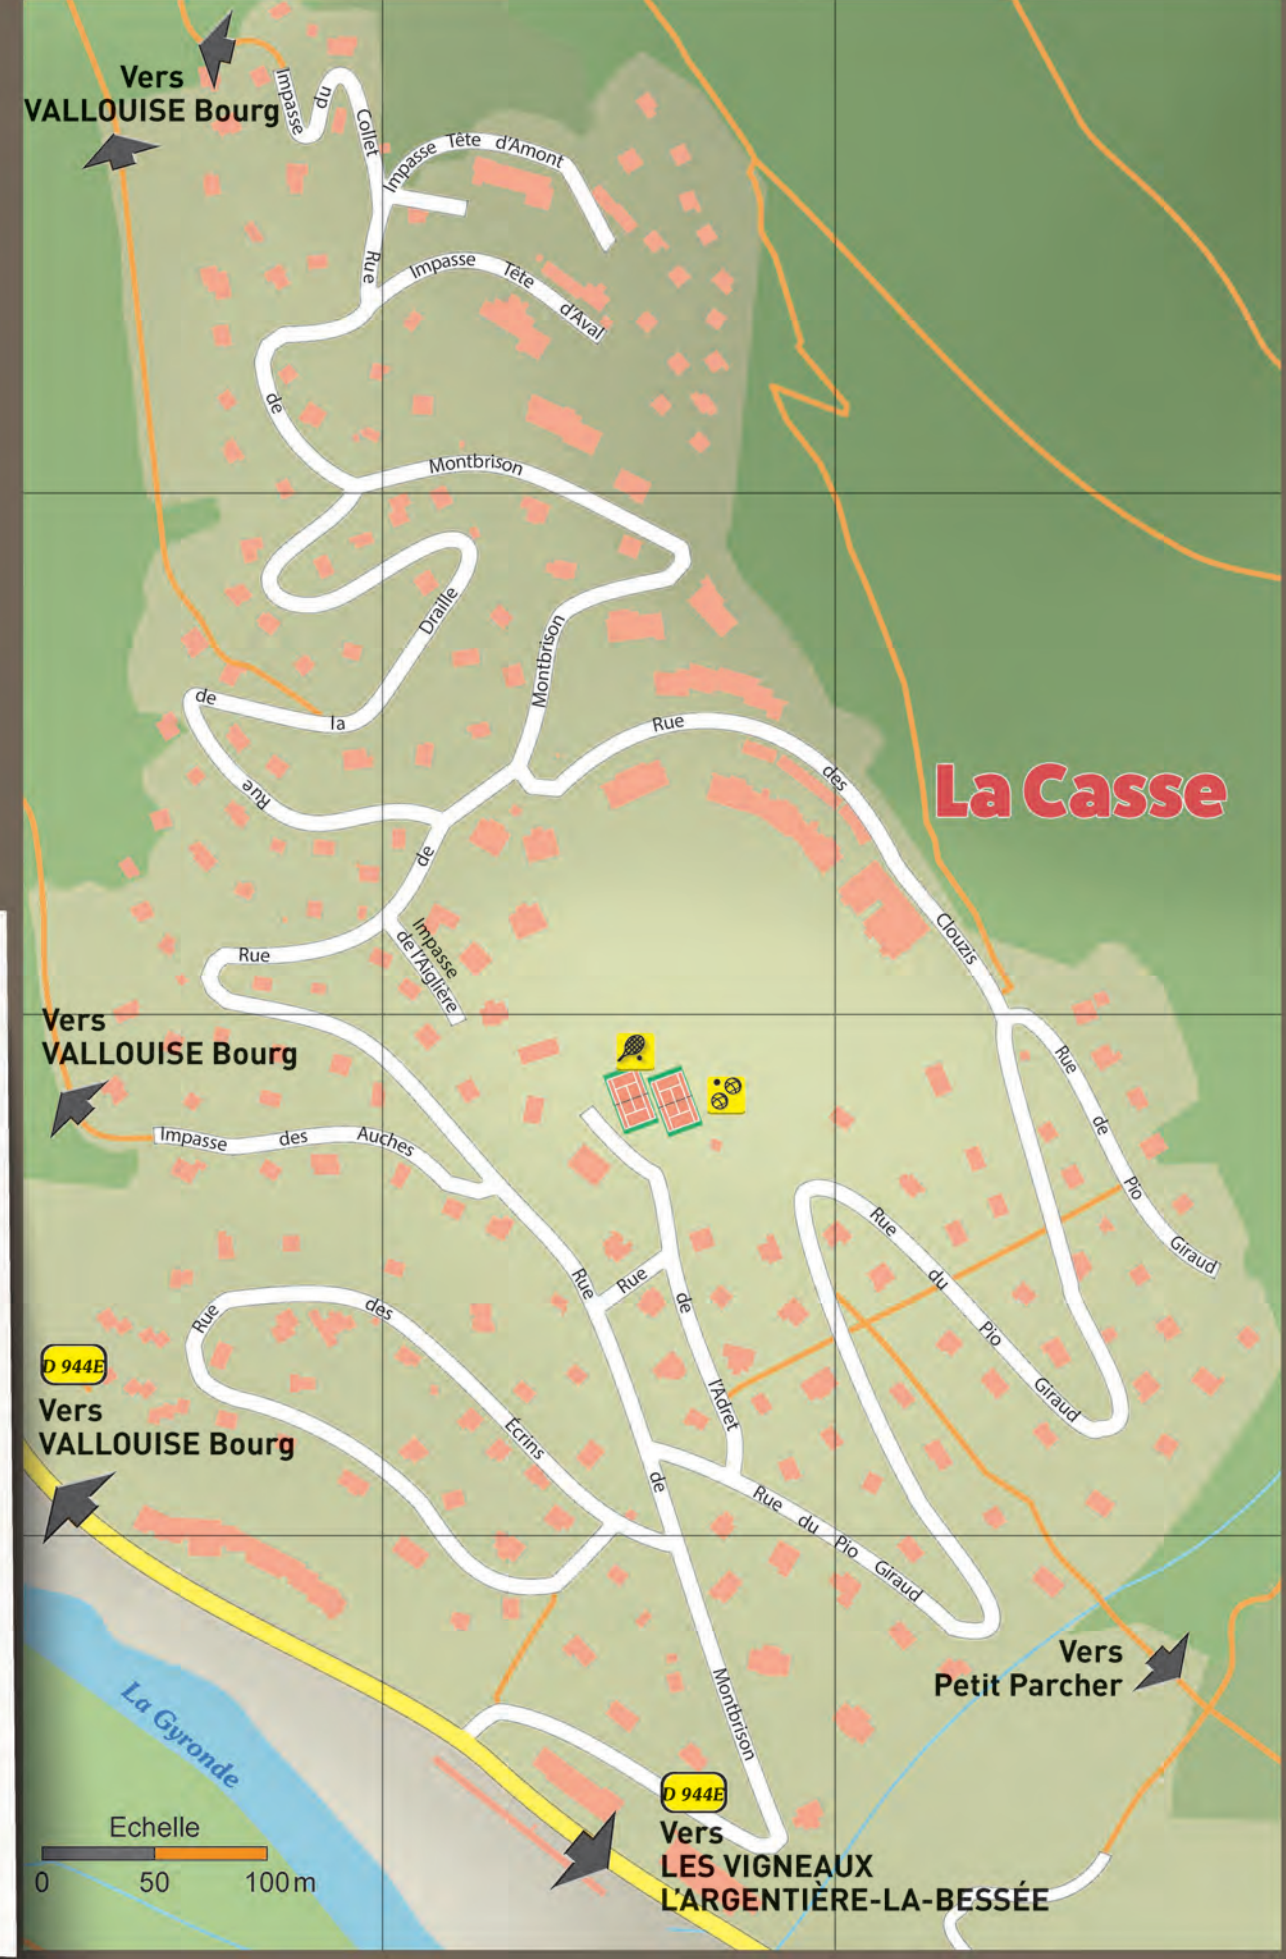 Vers
VALLOUISE Bourg
Impasse du Collet
Impasse Tête d'Amont
Rue de Montbrison
Impasse Tête d'Aval
Montbrison
Rue de la Draille
Rue des Clouzis
La Casse
de
Impasse
de l'Aiglière
Rue
Vers
VALLOUISE Bourg
Impasse des Auches
Rue de Pio Giraud
Rue du Pio Giraud
Rue de Montbrison
Rue de l'Adret
Rue des Écrins
D 944E
Vers
VALLOUISE Bourg
Rue du Pio Giraud
Vers
Petit Parcher
La Gyronde
D 944E
Vers
LES VIGNEAUX
L'ARGENTIÈRE-LA-BESSÉE
Echelle
0 50 100 m